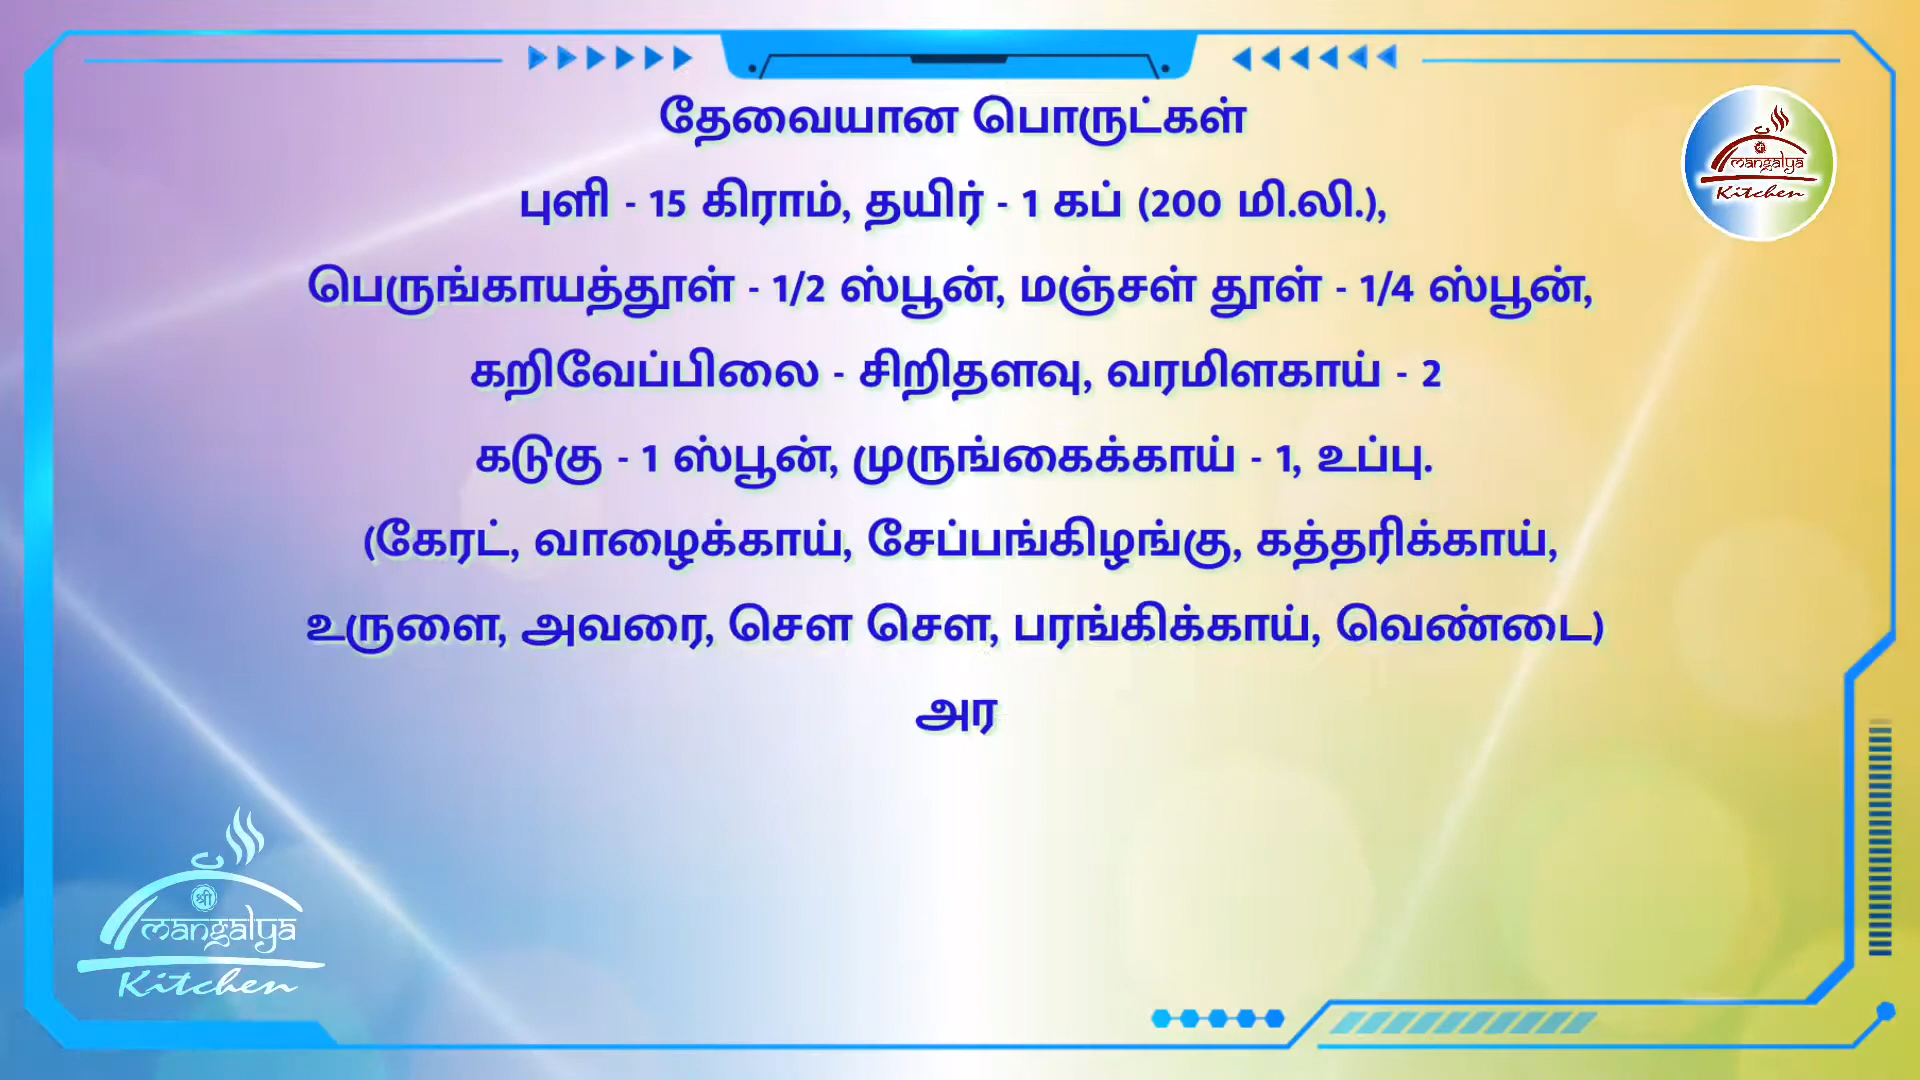 தேவையான பொருட்கள்
புளி - 15 கிராம், தயிர் - 1 கப் (200 மி.லி.),
பெருங்காயத்தூள் - 1/2 ஸ்பூன், மஞ்சள் தூள் - 1/4 ஸ்பூன்,
கறிவேப்பிலை - சிறிதளவு, வரமிளகாய் - 2
கடுகு - 1 ஸ்பூன், முருங்கைக்காய் - 1, உப்பு.
(கேரட், வாழைக்காய், சேப்பங்கிழங்கு, கத்தரிக்காய்,
உருளை, அவரை, சௌ சௌ, பரங்கிக்காய், வெண்டை)
அர
श्री
mangalya
Kitchen
श्री
mangalya
Kitchen